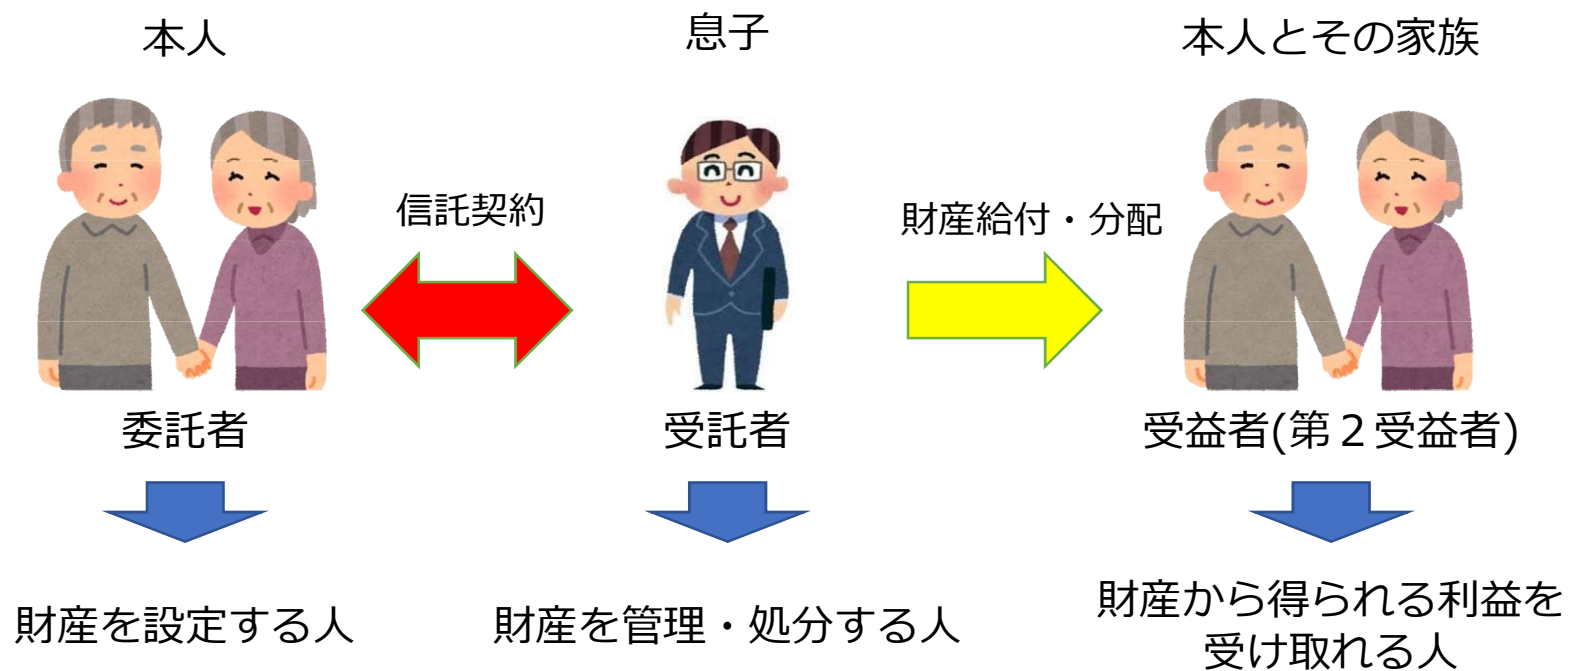 本人
息子
本人とその家族
信託契約
財産給付・分配
委託者
受託者
受益者(第２受益者)
財産を設定する人
財産を管理・処分する人
財産から得られる利益を
受け取れる人